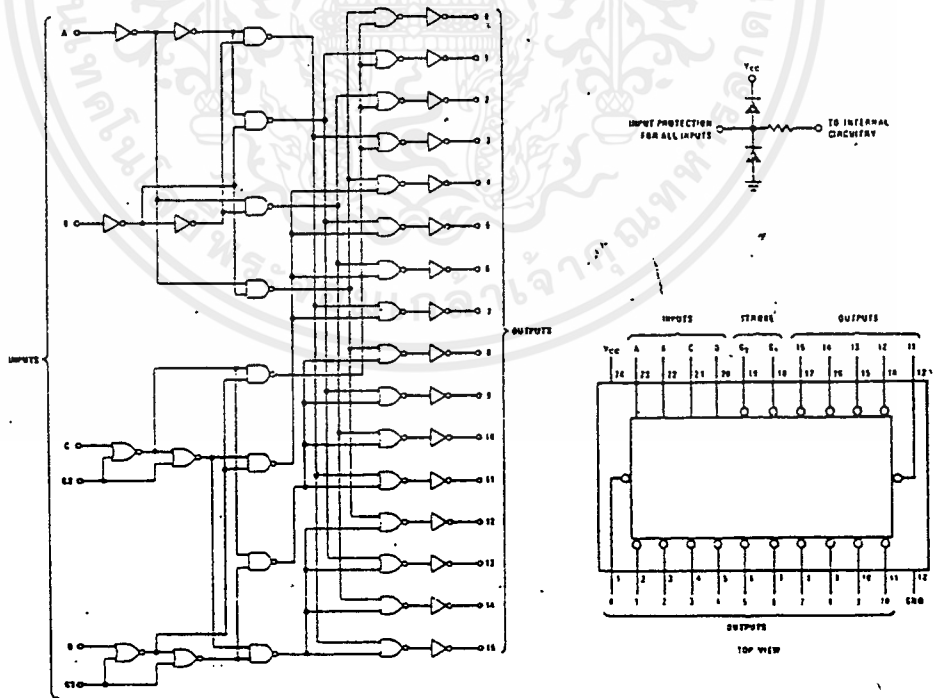 A
INPUTS
C
G2
0
1
2
3
4
5
6
7
8
9
10
11
12
13
14
15
OUTPUTS
VCC
INPUT PROTECTION
FOR ALL INPUTS
TO INTERNAL
CIRCUITRY
INPUTS
STROBE
OUTPUTS
VCC A B C D G2 G1 15 14 13 12 11
24 23 22 21 20 19 18 17 16 15 14
1 2 3 4 5 6 7 8 9 10 11 12
0 1 2 3 4 5 6 7 8 9 10 GND
OUTPUTS
TOP VIEW